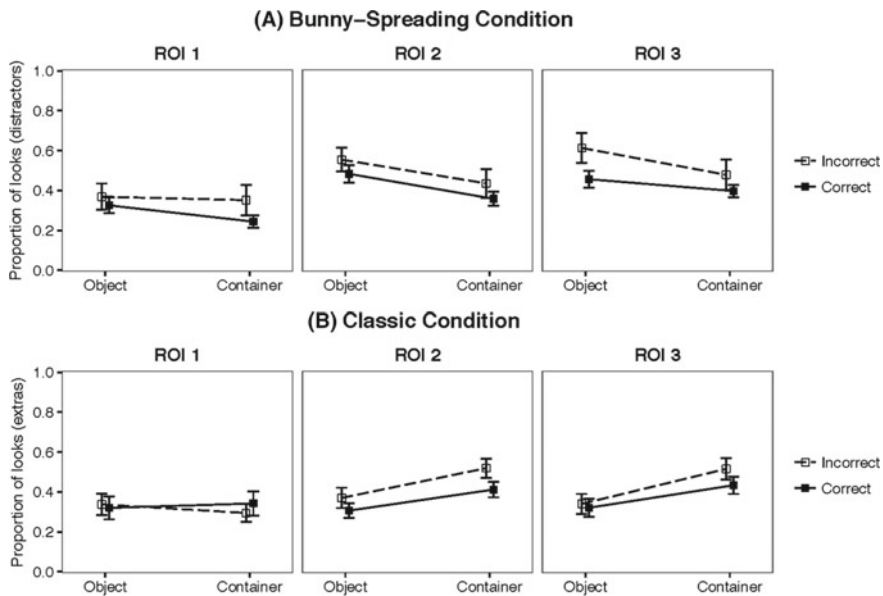 (A) Bunny–Spreading Condition
ROI 1 ROI 2 ROI 3
Proportion of looks (distractors)
1.0
0.8
0.6
0.4
0.2
0.0
Object Container Object Container Object Container
Incorrect
Correct
(B) Classic Condition
ROI 1 ROI 2 ROI 3
Proportion of looks (extras)
1.0
0.8
0.6
0.4
0.2
0.0
Object Container Object Container Object Container
Incorrect
Correct